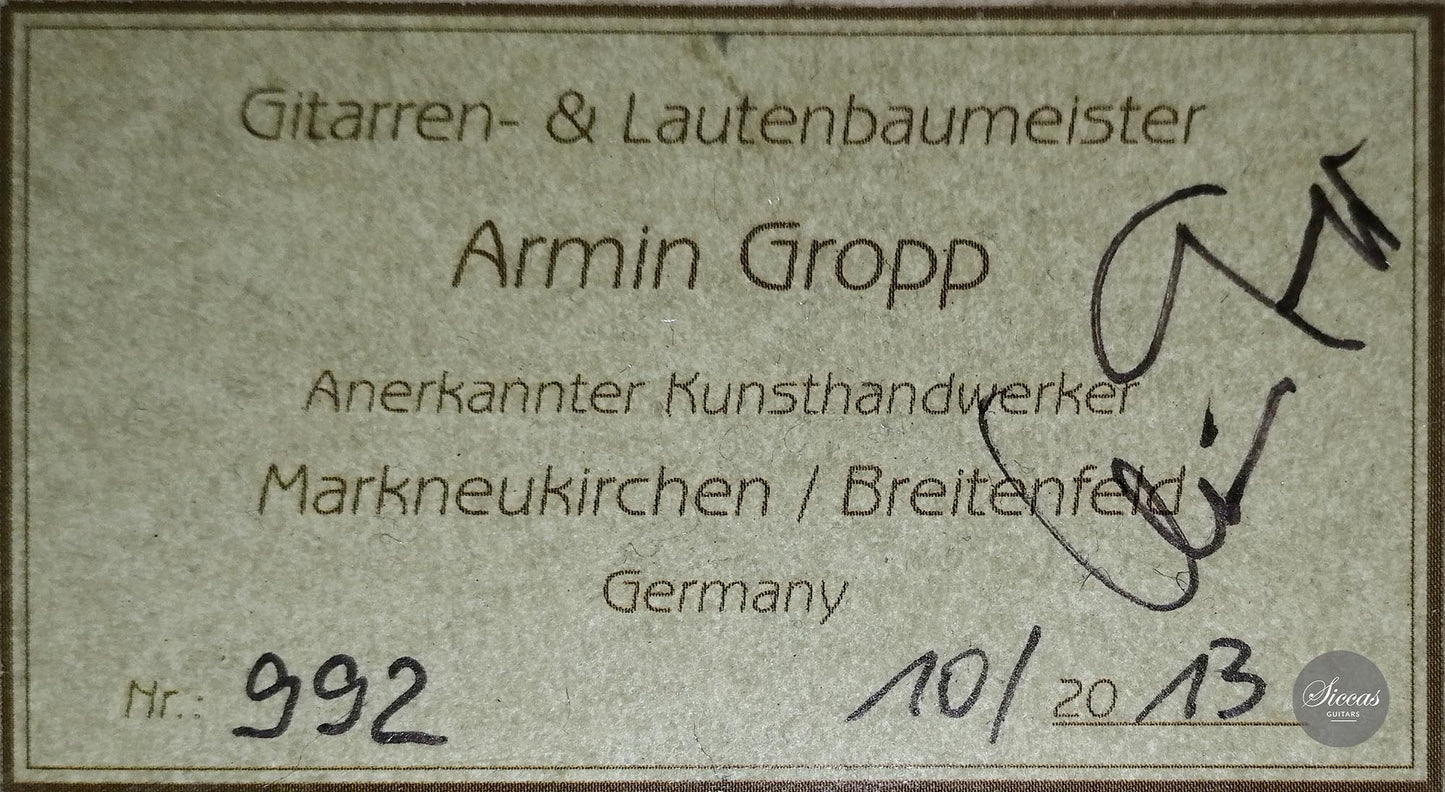 Gitarren- & Lautenbaumeister
Armin Gropp
Anerkannter Kunsthandwerker
Markneukirchen / Breitenfeld
Germany
Nr.: 992 10/2013
Siccas
GUITARS